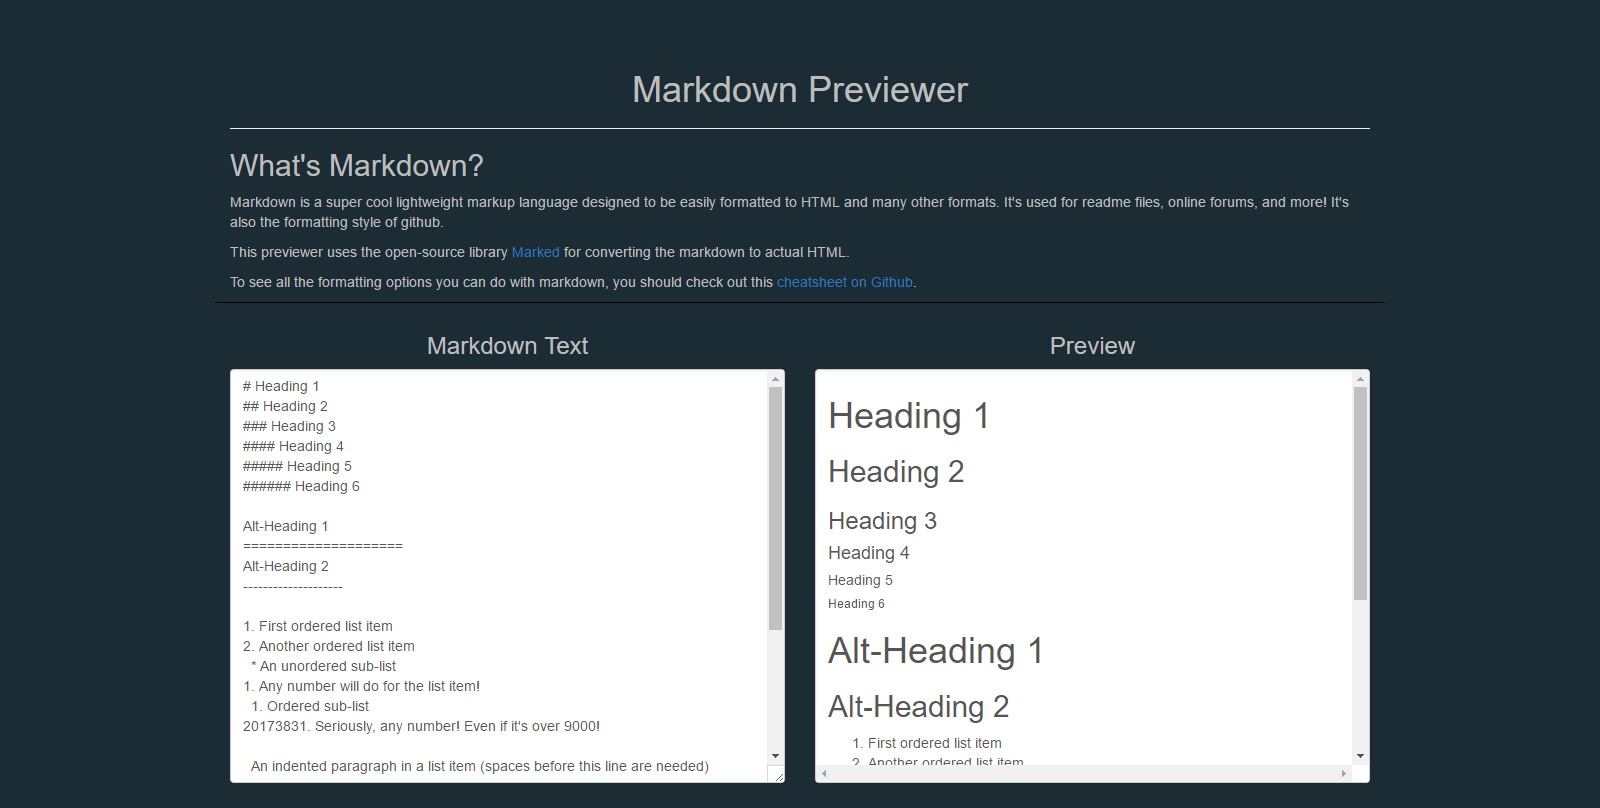 Markdown Previewer
What's Markdown?
Markdown is a super cool lightweight markup language designed to be easily formatted to HTML and many other formats. It's used for readme files, online forums, and more! It's
also the formatting style of github.
This previewer uses the open-source library Marked for converting the markdown to actual HTML.
To see all the formatting options you can do with markdown, you should check out this cheatsheet on Github.
Markdown Text
# Heading 1
## Heading 2
### Heading 3
#### Heading 4
##### Heading 5
###### Heading 6
Alt-Heading 1
====================
Alt-Heading 2
--------------------
1. First ordered list item
2. Another ordered list item
* An unordered sub-list
1. Any number will do for the list item!
1. Ordered sub-list
20173831. Seriously, any number! Even if it's over 9000!
An indented paragraph in a list item (spaces before this line are needed)
Preview
Heading 1
Heading 2
Heading 3
Heading 4
Heading 5
Heading 6
Alt-Heading 1
Alt-Heading 2
1. First ordered list item
2. Another ordered list item